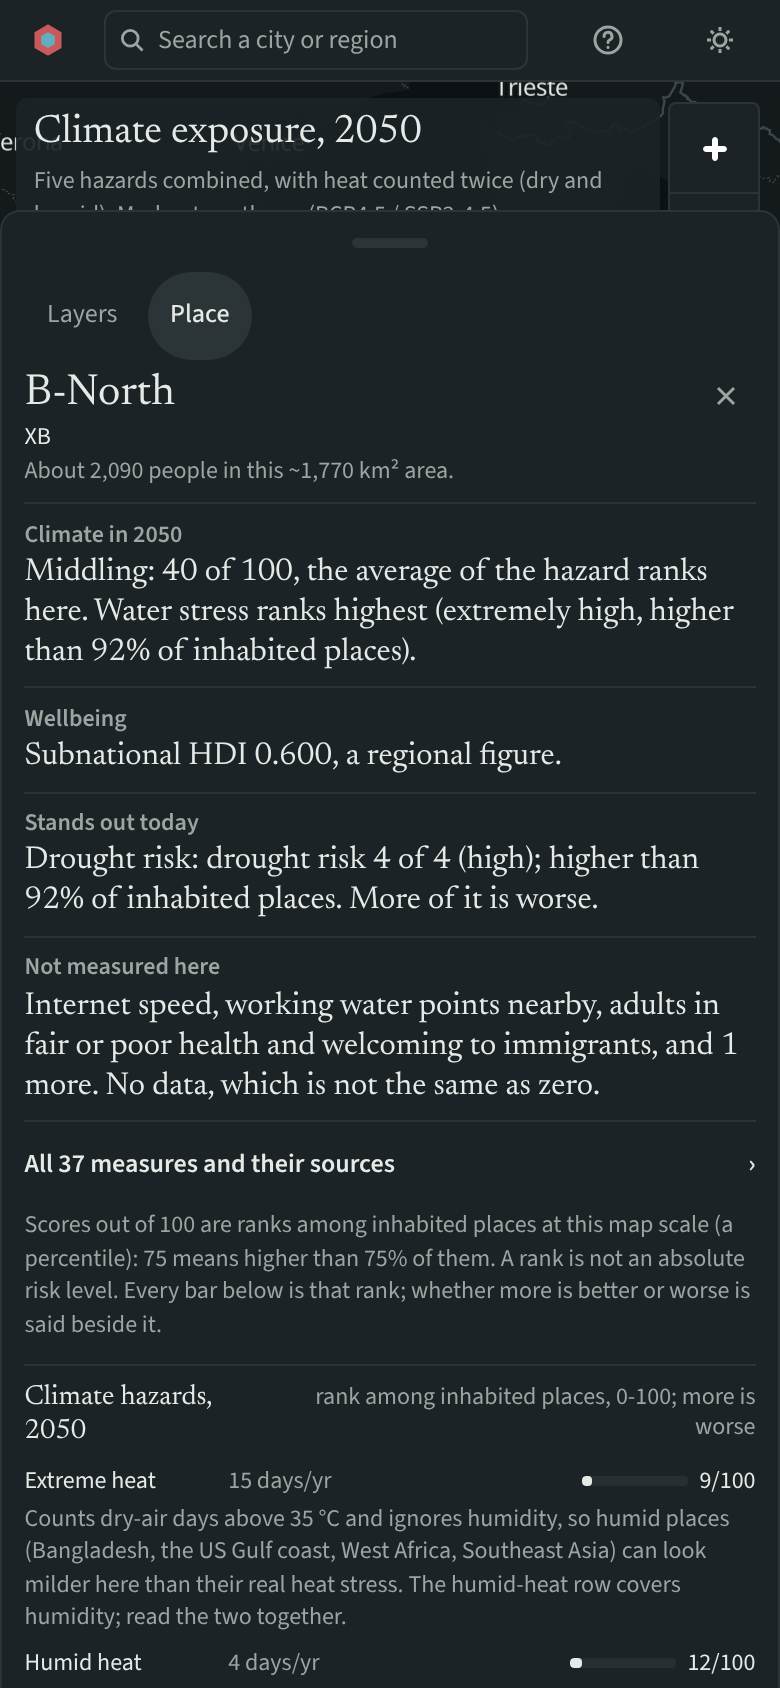 Search a city or region
Trieste
Climate exposure, 2050
Five hazards combined, with heat counted twice (dry and
Layers
Place
B-North
XB
About 2,090 people in this ~1,770 km² area.
Climate in 2050
Middling: 40 of 100, the average of the hazard ranks
here. Water stress ranks highest (extremely high, higher
than 92% of inhabited places).
Wellbeing
Subnational HDI 0.600, a regional figure.
Stands out today
Drought risk: drought risk 4 of 4 (high); higher than
92% of inhabited places. More of it is worse.
Not measured here
Internet speed, working water points nearby, adults in
fair or poor health and welcoming to immigrants, and 1
more. No data, which is not the same as zero.
All 37 measures and their sources
Scores out of 100 are ranks among inhabited places at this map scale (a
percentile): 75 means higher than 75% of them. A rank is not an absolute
risk level. Every bar below is that rank; whether more is better or worse is
said beside it.
Climate hazards,
2050
rank among inhabited places, 0-100; more is
worse
Extreme heat 15 days/yr 9/100
Counts dry-air days above 35 °C and ignores humidity, so humid places
(Bangladesh, the US Gulf coast, West Africa, Southeast Asia) can look
milder here than their real heat stress. The humid-heat row covers
humidity; read the two together.
Humid heat 4 days/yr 12/100